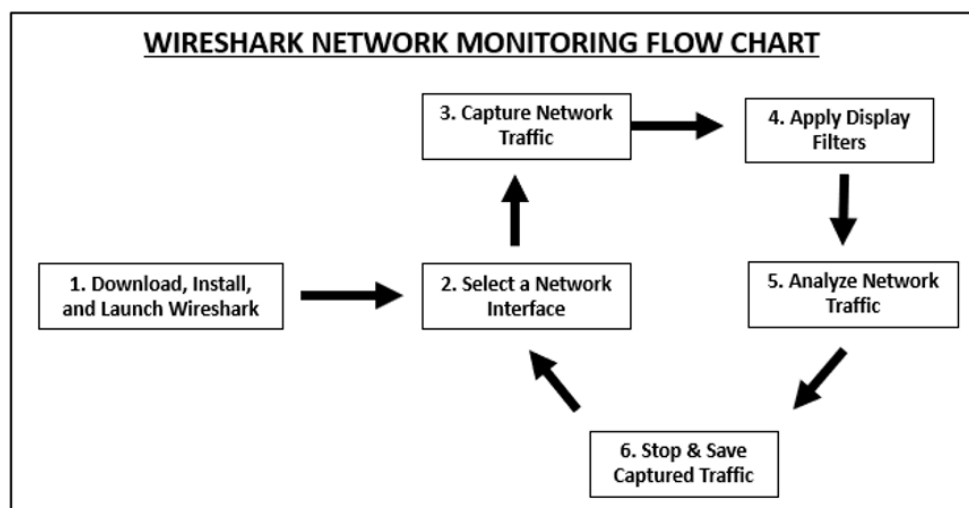 WIRESHARK NETWORK MONITORING FLOW CHART
3. Capture Network
Traffic
4. Apply Display
Filters
1. Download, Install,
and Launch Wireshark
2. Select a Network
Interface
5. Analyze Network
Traffic
6. Stop & Save
Captured Traffic